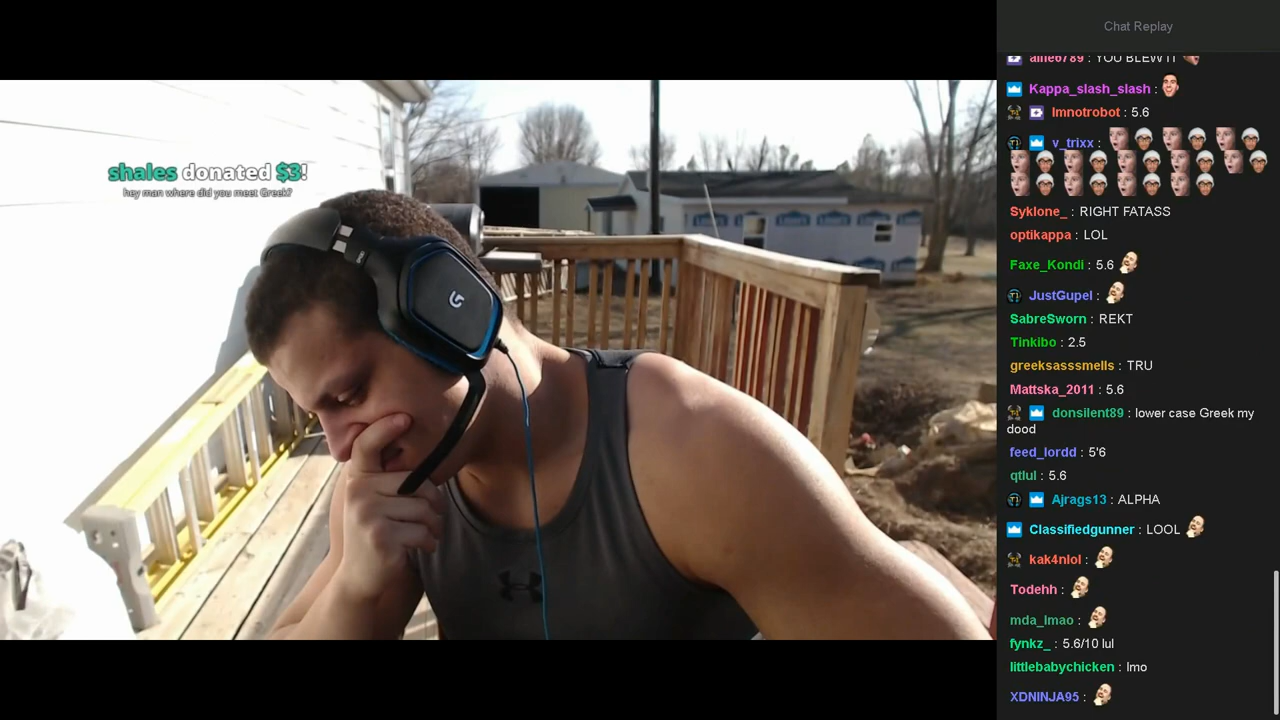 Chat Replay
shales donated $3!
hey man where did you meet Greek?
allie6789 : YOU BLEW IT
Kappa_slash_slash :
Imnotrobot : 5.6
v_trixx :
Syklone_ : RIGHT FATASS
optikappa : LOL
Faxe_Kondi : 5.6
JustGupel :
SabreSworn : REKT
Tinkibo : 2.5
greeksasssmells : TRU
Mattska_2011 : 5.6
donsilent89 : lower case Greek my
dood
feed_lordd : 5'6
qtlul : 5.6
Ajrags13 : ALPHA
Classifiedgunner : LOOL
kak4nlol :
Todehh :
mda_lmao :
fynkz_ : 5.6/10 lul
littlebabychicken : lmo
XDNINJA95 :